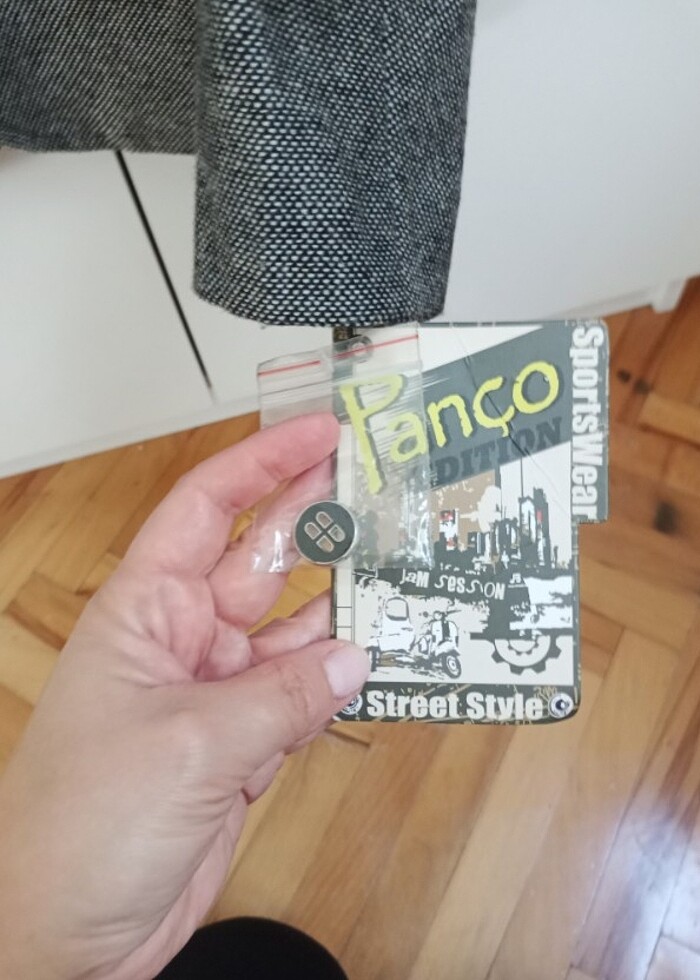 Panço
EDITION
SportsWear
JaM SeSSiON
Street Style